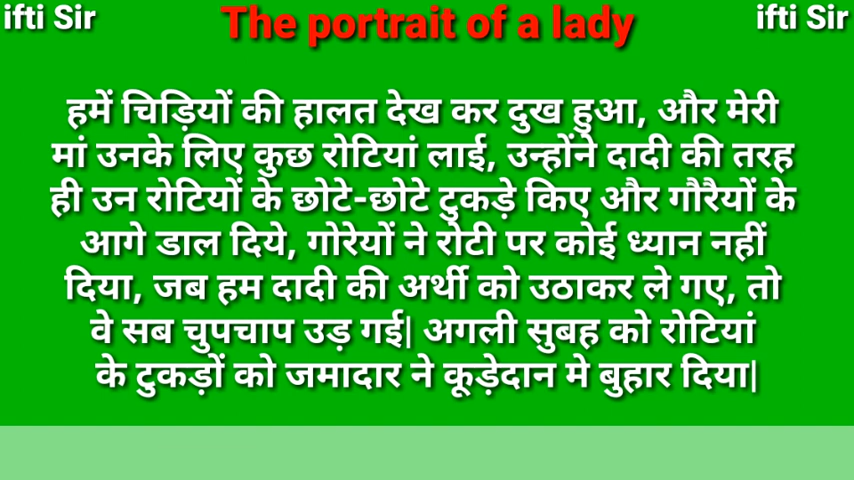 ifti Sir The portrait of a lady ifti Sir
हमें चिड़ियों की हालत देख कर दुख हुआ, और मेरी
मां उनके लिए कुछ रोटियां लाई, उन्होंने दादी की तरह
ही उन रोटियों के छोटे-छोटे टुकड़े किए और गौरैयों के
आगे डाल दिये, गोरेयों ने रोटी पर कोई ध्यान नहीं
दिया, जब हम दादी की अर्थी को उठाकर ले गए, तो
वे सब चुपचाप उड़ गई| अगली सुबह को रोटियां
के टुकड़ों को जमादार ने कूड़ेदान मे बुहार दिया|